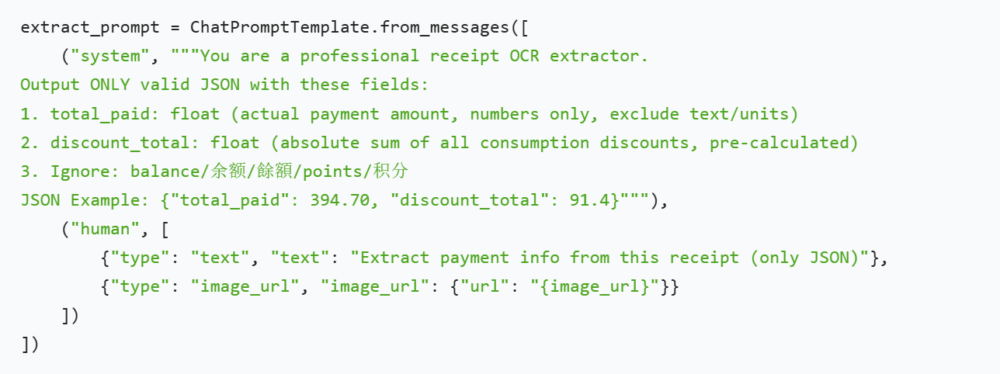 extract_prompt = ChatPromptTemplate.from_messages([
    ("system", """You are a professional receipt OCR extractor.
Output ONLY valid JSON with these fields:
1. total_paid: float (actual payment amount, numbers only, exclude text/units)
2. discount_total: float (absolute sum of all consumption discounts, pre-calculated)
3. Ignore: balance/余额/餘額/points/积分
JSON Example: {"total_paid": 394.70, "discount_total": 91.4}"""),
    ("human", [
        {"type": "text", "text": "Extract payment info from this receipt (only JSON)"},
        {"type": "image_url", "image_url": {"url": "{image_url}"}}
    ])
])